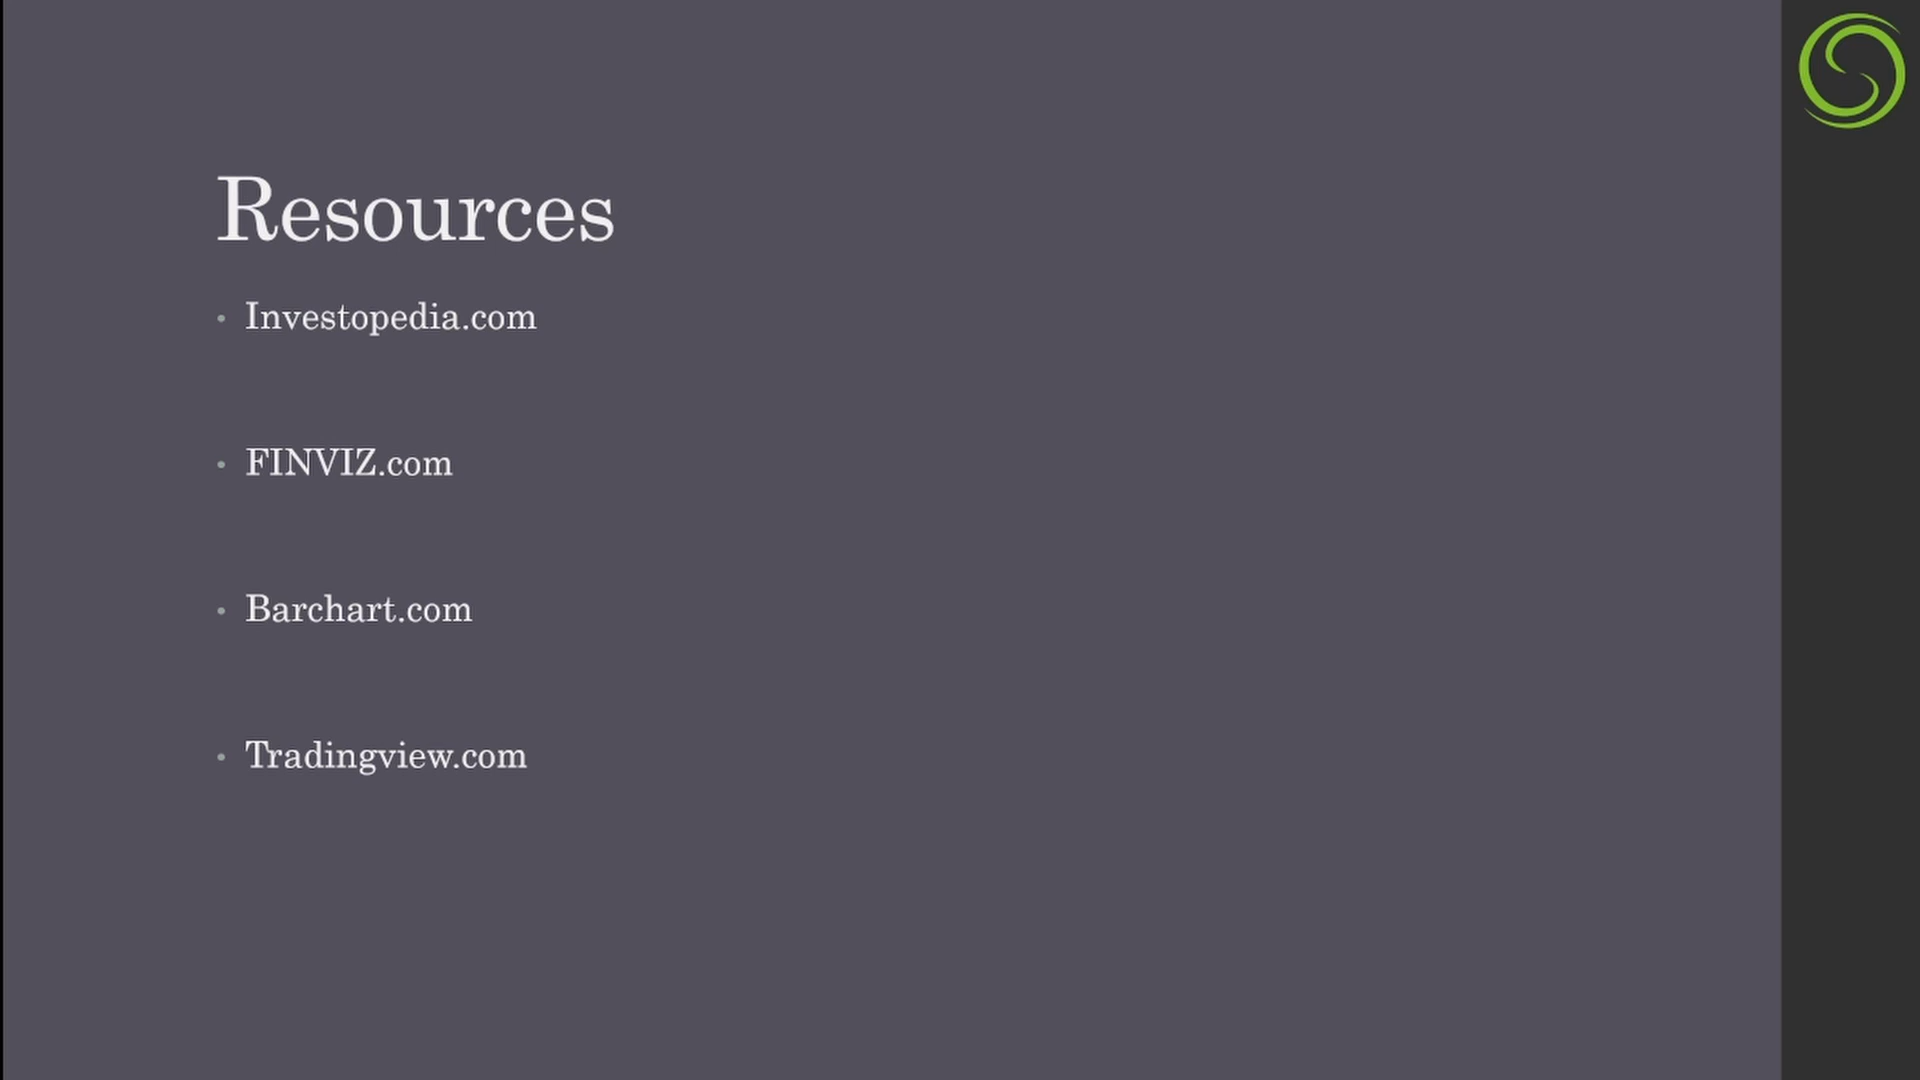 Resources
• Investopedia.com
• FINVIZ.com
• Barchart.com
• Tradingview.com